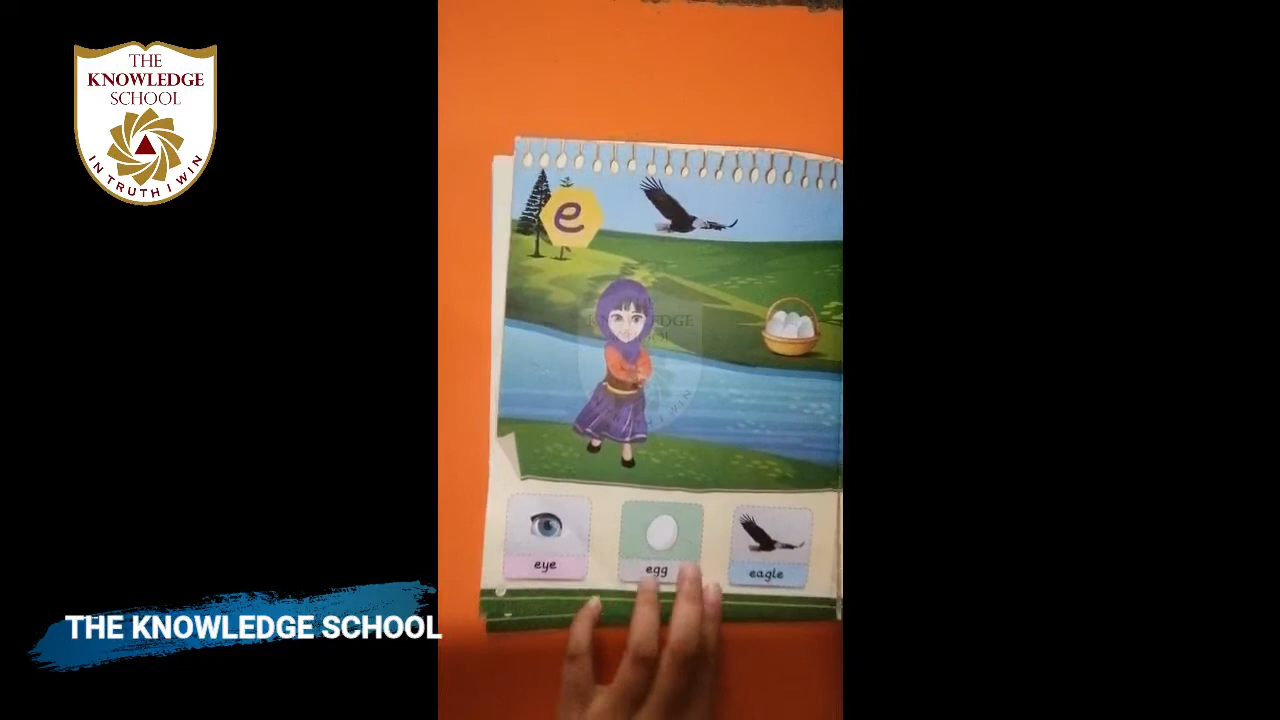 THE
KNOWLEDGE
SCHOOL
IN TRUTH I WIN
e
eye
egg
eagle
THE KNOWLEDGE SCHOOL